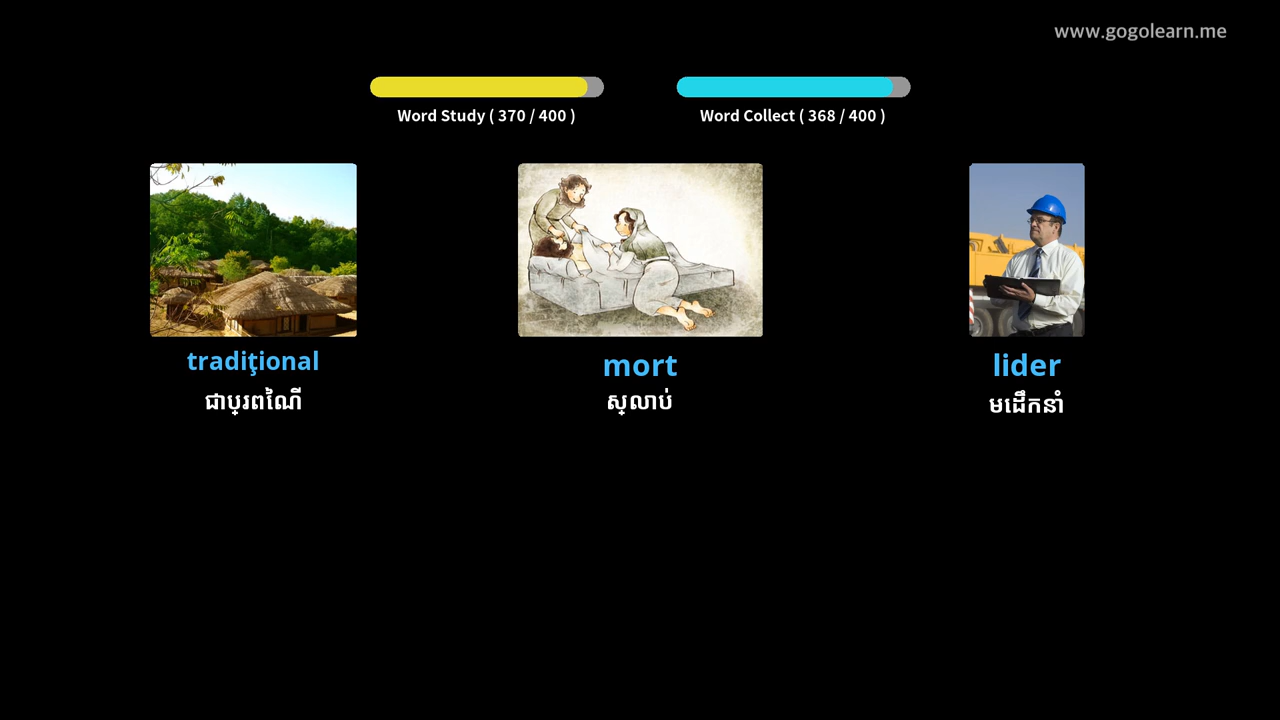 www.gogolearn.me
Word Study ( 370 / 400 )
Word Collect ( 368 / 400 )
tradiţional
mort
lider
ជាប្រពណី
ស្លាប់
មេដឹកនាំ